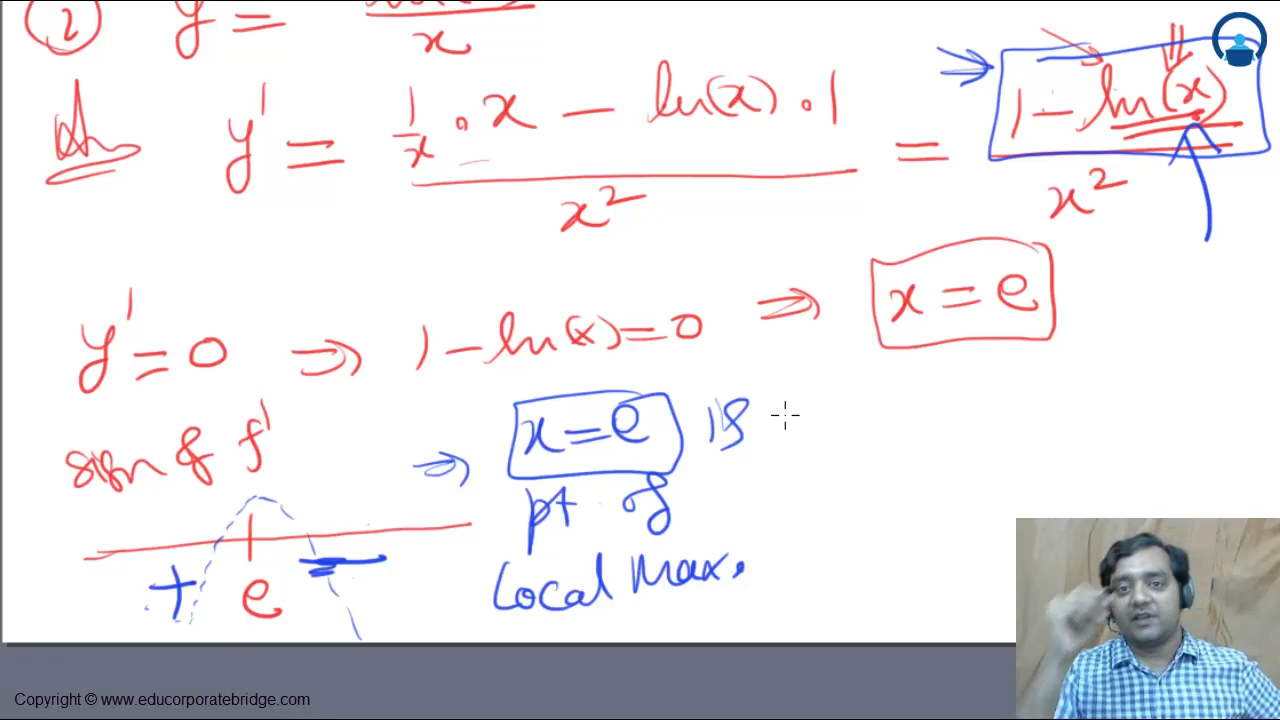 ② y = ln(x)/x
Ans y' = (1/x · x − ln(x) · 1)/x² = (1 − ln(x))/x²
y' = 0 ⇒ 1 − ln(x) = 0 ⇒ x = e
sign of f' ⇒ x = e is
pt. of
+ e − Local Max.
Copyright © www.educorporatebridge.com